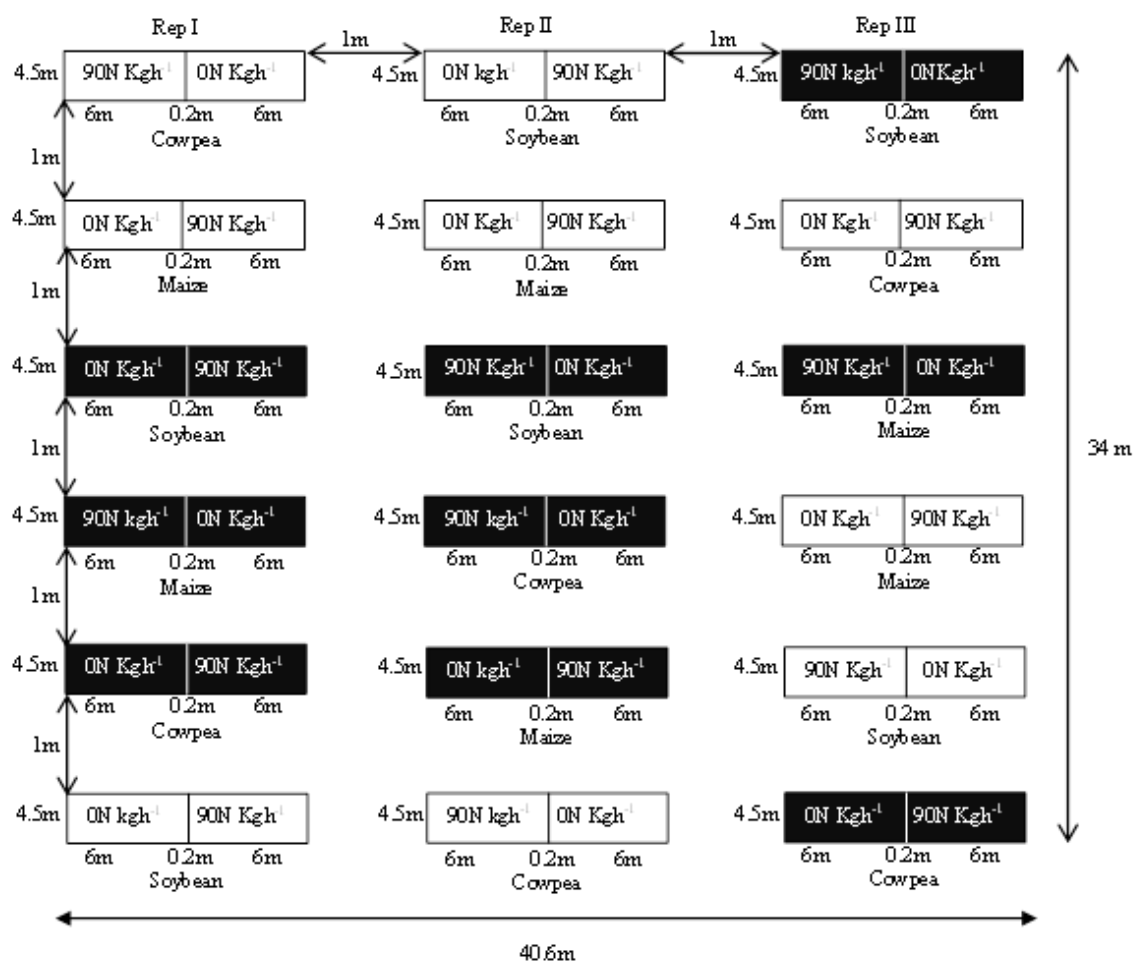 Rep I Rep II Rep III
1m 1m
4.5m 90N Kgh⁻¹ 0N Kgh⁻¹ 4.5m 0N kgh⁻¹ 90N Kgh⁻¹ 4.5m 90N kgh⁻¹ 0NKgh⁻¹
6m 0.2m 6m 6m 0.2m 6m 6m 0.2m 6m
Cowpea Soybean Soybean
1m
4.5m 0N Kgh⁻¹ 90N Kgh⁻¹ 4.5m 0N Kgh⁻¹ 90N Kgh⁻¹ 4.5m 0N Kgh⁻¹ 90N Kgh⁻¹
6m 0.2m 6m 6m 0.2m 6m 6m 0.2m 6m
Maize Maize Cowpea
1m
4.5m 0N Kgh⁻¹ 90N Kgh⁻¹ 4.5m 90N Kgh⁻¹ 0N Kgh⁻¹ 4.5m 90N Kgh⁻¹ 0N Kgh⁻¹
6m 0.2m 6m 6m 0.2m 6m 6m 0.2m 6m
Soybean Soybean Maize
1m 34 m
4.5m 90N kgh⁻¹ 0N Kgh⁻¹ 4.5m 90N kgh⁻¹ 0N Kgh⁻¹ 4.5m 0N Kgh⁻¹ 90N Kgh⁻¹
6m 0.2m 6m 6m 0.2m 6m 6m 0.2m 6m
Maize Cowpea Maize
1m
4.5m 0N Kgh⁻¹ 90N Kgh⁻¹ 4.5m 0N kgh⁻¹ 90N Kgh⁻¹ 4.5m 90N Kgh⁻¹ 0N Kgh⁻¹
6m 0.2m 6m 6m 0.2m 6m 6m 0.2m 6m
Cowpea Maize Soybean
1m
4.5m 0N kgh⁻¹ 90N Kgh⁻¹ 4.5m 90N kgh⁻¹ 0N Kgh⁻¹ 4.5m 0N Kgh⁻¹ 90N Kgh⁻¹
6m 0.2m 6m 6m 0.2m 6m 6m 0.2m 6m
Soybean Cowpea Cowpea
40.6m